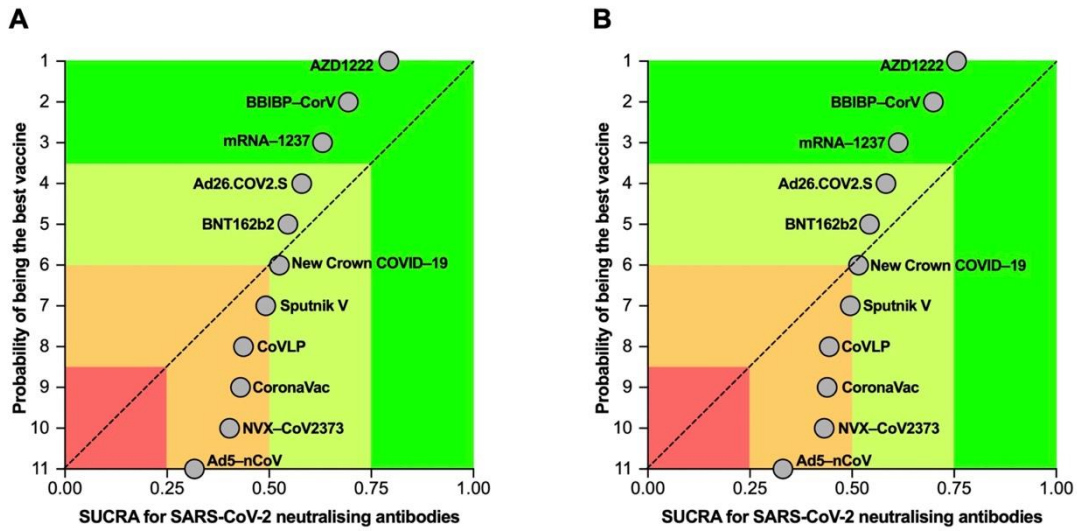 A
Probability of being the best vaccine
1
2
3
4
5
6
7
8
9
10
11
AZD1222
BBIBP–CorV
mRNA–1237
Ad26.COV2.S
BNT162b2
New Crown COVID–19
Sputnik V
CoVLP
CoronaVac
NVX–CoV2373
Ad5–nCoV
0.00 0.25 0.50 0.75 1.00
SUCRA for SARS-CoV-2 neutralising antibodies
B
Probability of being the best vaccine
1
2
3
4
5
6
7
8
9
10
11
AZD1222
BBIBP–CorV
mRNA–1237
Ad26.COV2.S
BNT162b2
New Crown COVID–19
Sputnik V
CoVLP
CoronaVac
NVX–CoV2373
Ad5–nCoV
0.00 0.25 0.50 0.75 1.00
SUCRA for SARS-CoV-2 neutralising antibodies